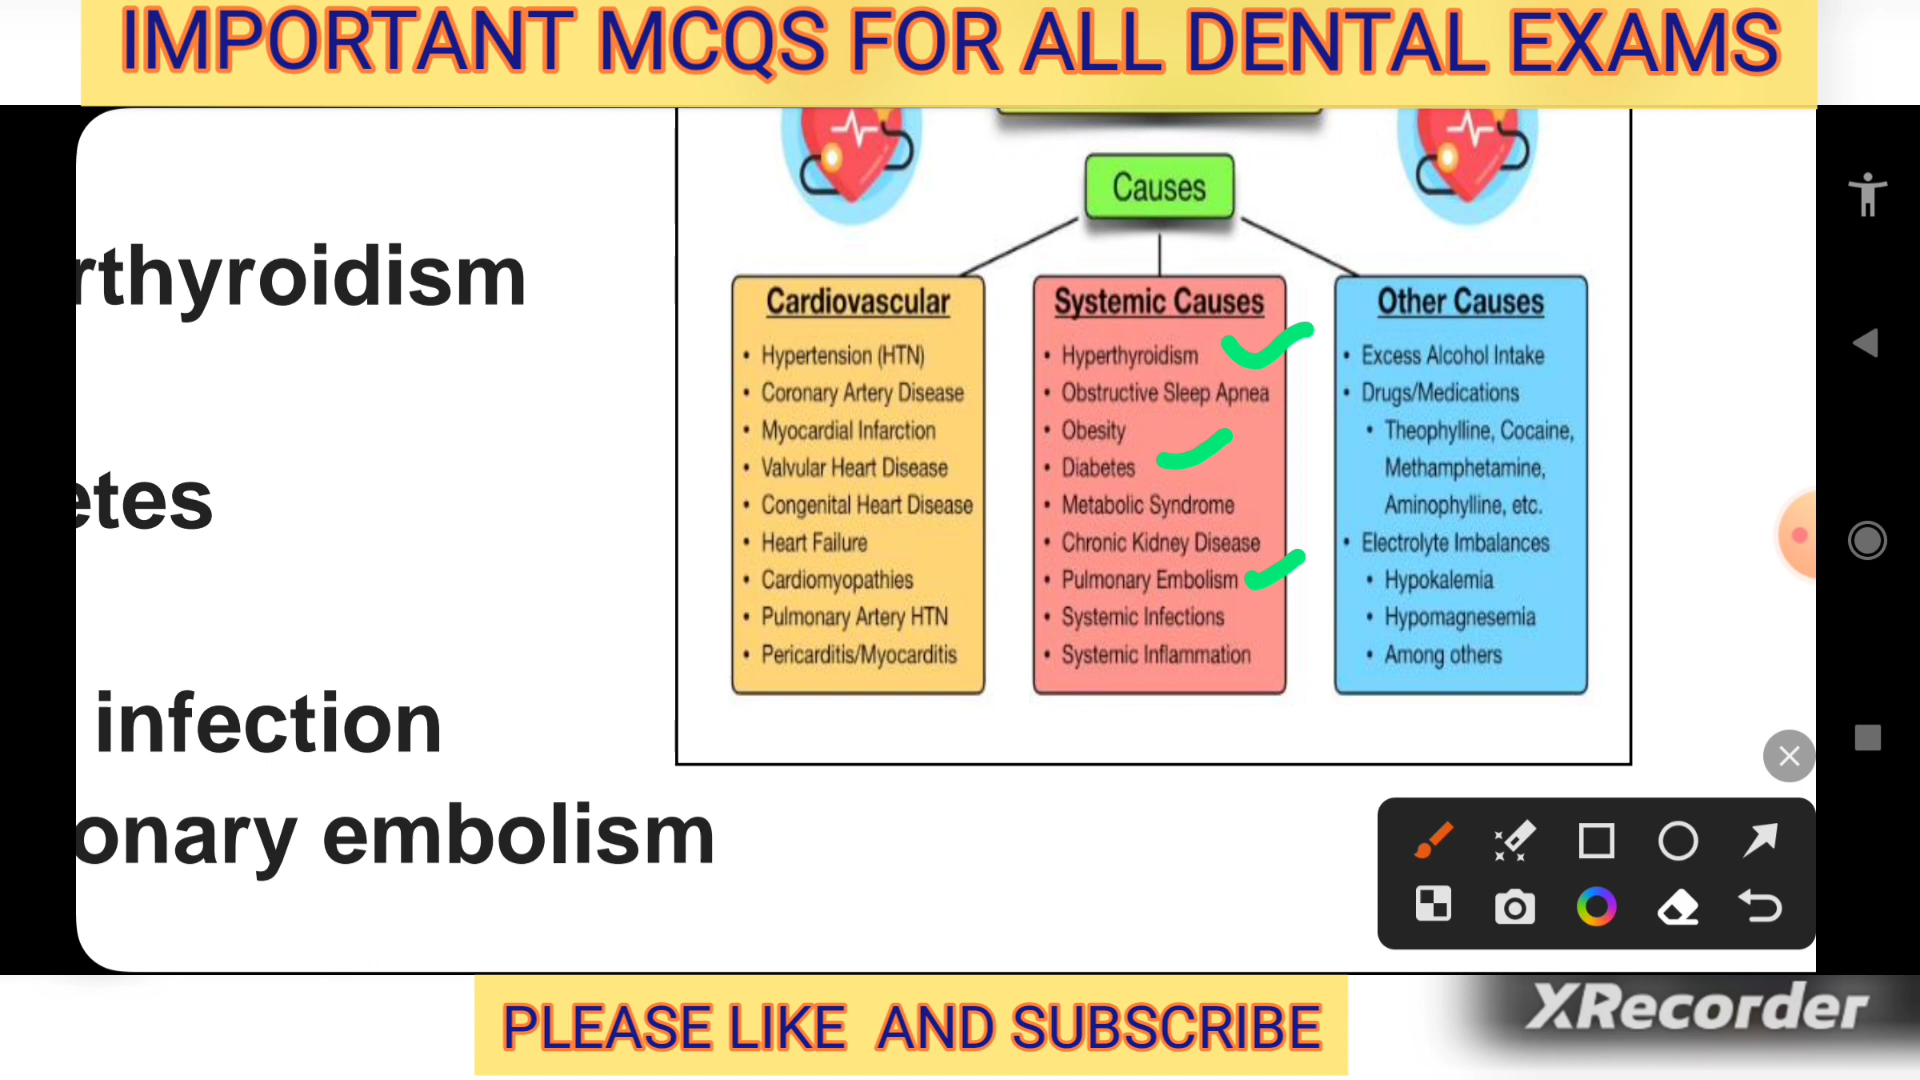 IMPORTANT MCQS FOR ALL DENTAL EXAMS
rthyroidism
etes
infection
onary embolism
Causes
Cardiovascular
• Hypertension (HTN)
• Coronary Artery Disease
• Myocardial Infarction
• Valvular Heart Disease
• Congenital Heart Disease
• Heart Failure
• Cardiomyopathies
• Pulmonary Artery HTN
• Pericarditis/Myocarditis
Systemic Causes
• Hyperthyroidism
• Obstructive Sleep Apnea
• Obesity
• Diabetes
• Metabolic Syndrome
• Chronic Kidney Disease
• Pulmonary Embolism
• Systemic Infections
• Systemic Inflammation
Other Causes
• Excess Alcohol Intake
• Drugs/Medications
• Theophylline, Cocaine,
Methamphetamine,
Aminophylline, etc.
• Electrolyte Imbalances
• Hypokalemia
• Hypomagnesemia
• Among others
PLEASE LIKE AND SUBSCRIBE
XRecorder